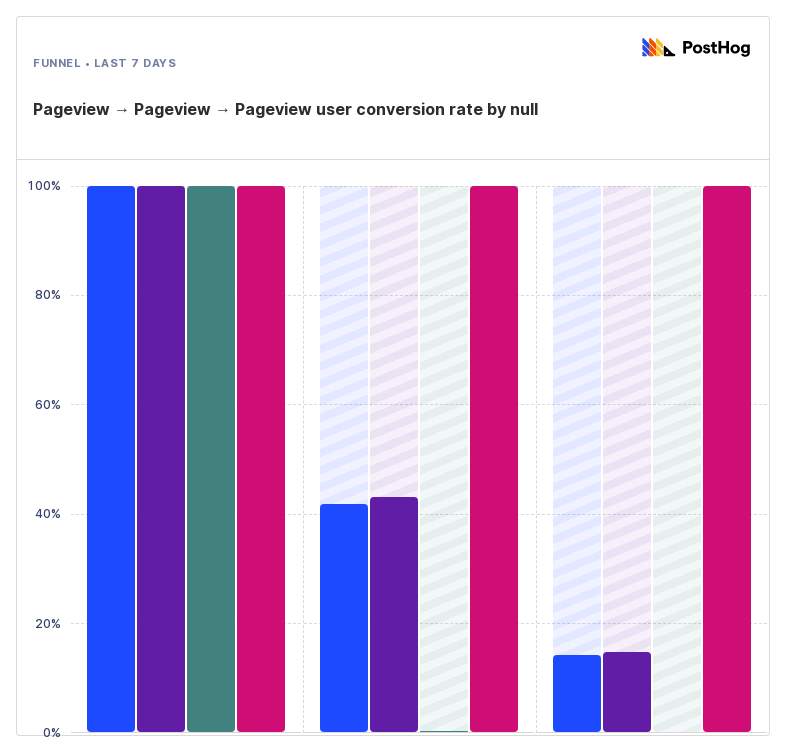 PostHog
FUNNEL • LAST 7 DAYS
Pageview → Pageview → Pageview user conversion rate by null
100%
80%
60%
40%
20%
0%